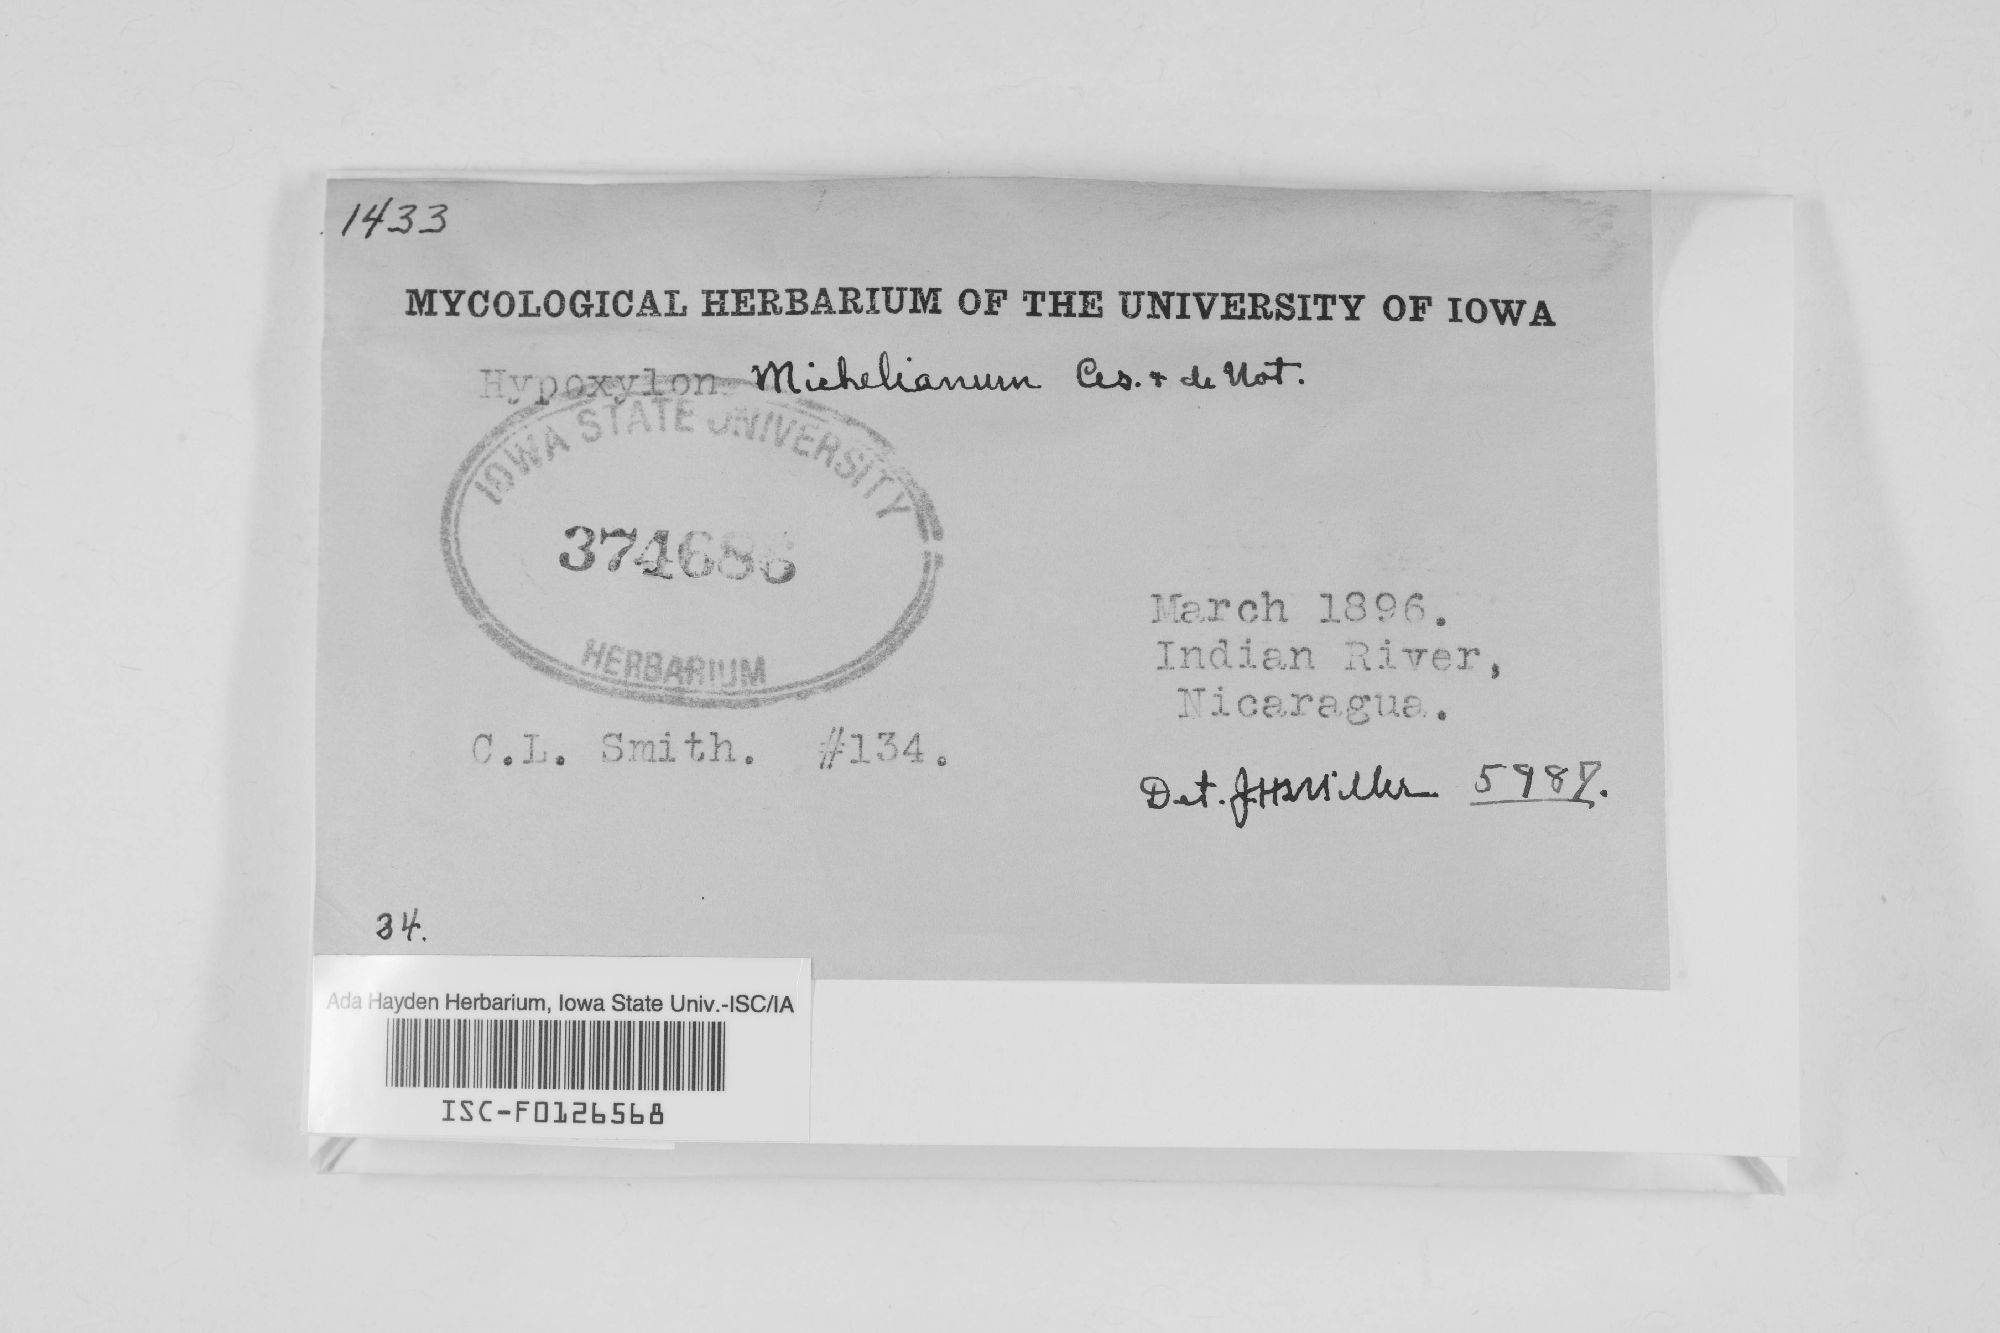 1433
MYCOLOGICAL HERBARIUM OF THE UNIVERSITY OF IOWA
Hypoxylon Michelianum Ces. + de Not.
IOWA STATE UNIVERSITY
374686
HERBARIUM
March 1896.
Indian River,
Nicaragua.
C.L. Smith. #134.
Det. JHMiller 5987.
34.
Ada Hayden Herbarium, Iowa State Univ.-ISC/IA
ISC-F0126568